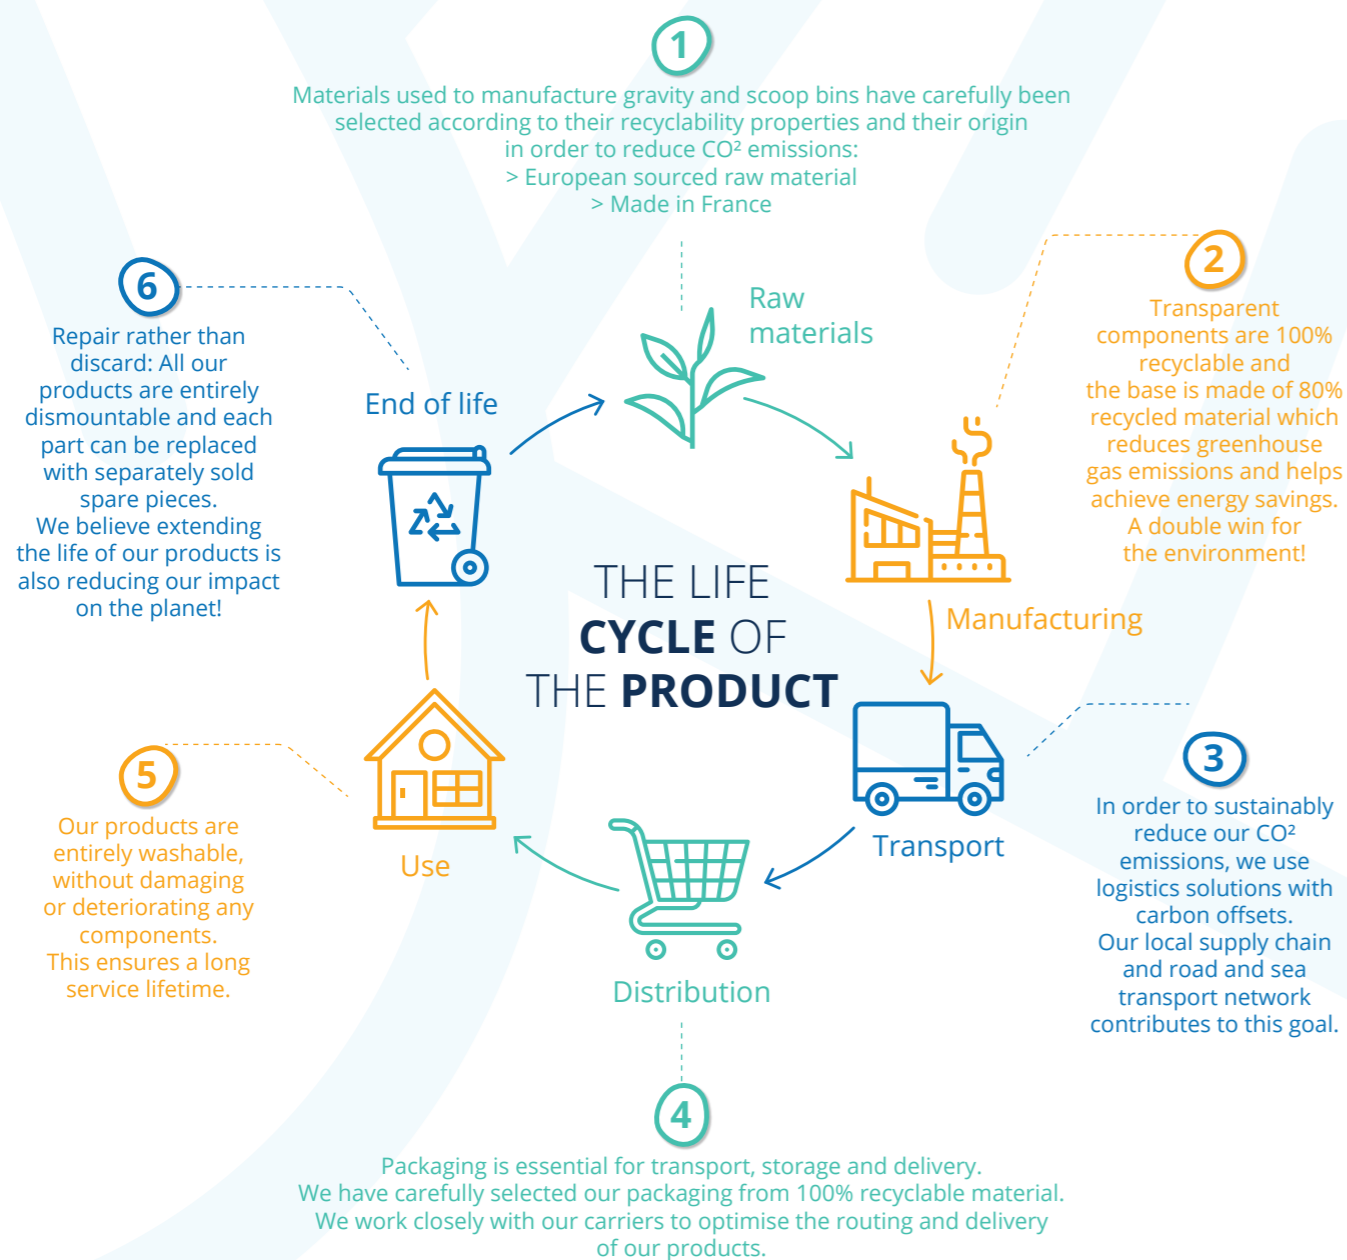 1
Materials used to manufacture gravity and scoop bins have carefully been
selected according to their recyclability properties and their origin
in order to reduce CO² emissions:
> European sourced raw material
> Made in France
Raw
materials
2
Transparent
components are 100%
recyclable and
the base is made of 80%
recycled material which
reduces greenhouse
gas emissions and helps
achieve energy savings.
A double win for
the environment!
Manufacturing
3
In order to sustainably
reduce our CO²
emissions, we use
logistics solutions with
carbon offsets.
Our local supply chain
and road and sea
transport network
contributes to this goal.
Transport
Distribution
4
Packaging is essential for transport, storage and delivery.
We have carefully selected our packaging from 100% recyclable material.
We work closely with our carriers to optimise the routing and delivery
of our products.
5
Our products are
entirely washable,
without damaging
or deteriorating any
components.
This ensures a long
service lifetime.
Use
6
Repair rather than
discard: All our
products are entirely
dismountable and each
part can be replaced
with separately sold
spare pieces.
We believe extending
the life of our products is
also reducing our impact
on the planet!
End of life
THE LIFE
CYCLE OF
THE PRODUCT